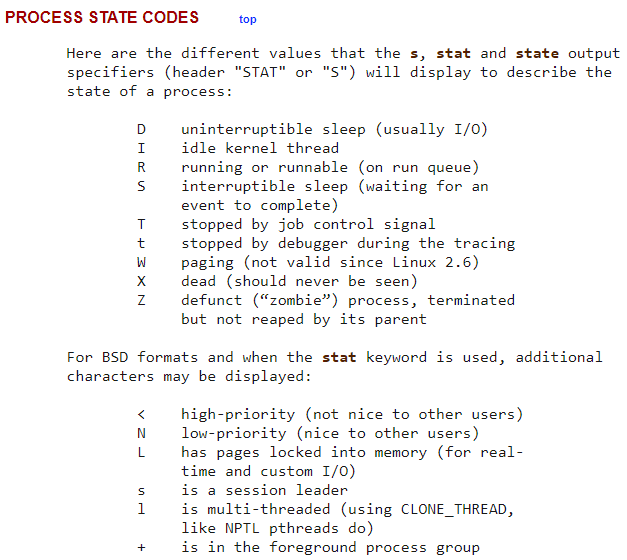 PROCESS STATE CODES top
Here are the different values that the s, stat and state output
specifiers (header "STAT" or "S") will display to describe the
state of a process:
D uninterruptible sleep (usually I/O)
I idle kernel thread
R running or runnable (on run queue)
S interruptible sleep (waiting for an
event to complete)
T stopped by job control signal
t stopped by debugger during the tracing
W paging (not valid since Linux 2.6)
X dead (should never be seen)
Z defunct (“zombie”) process, terminated
but not reaped by its parent
For BSD formats and when the stat keyword is used, additional
characters may be displayed:
< high-priority (not nice to other users)
N low-priority (nice to other users)
L has pages locked into memory (for real-
time and custom I/O)
s is a session leader
l is multi-threaded (using CLONE_THREAD,
like NPTL pthreads do)
+ is in the foreground process group